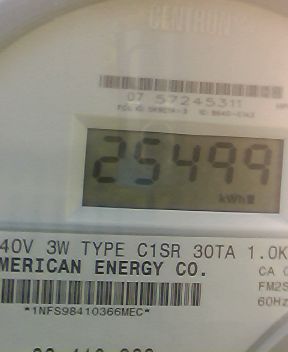 CENTRON
07 57245311
25499
kWh
40V 3W TYPE C1SR 30TA 1.0K
MERICAN ENERGY CO.
CA
FM2S
60Hz
*1NFS98410366MEC*